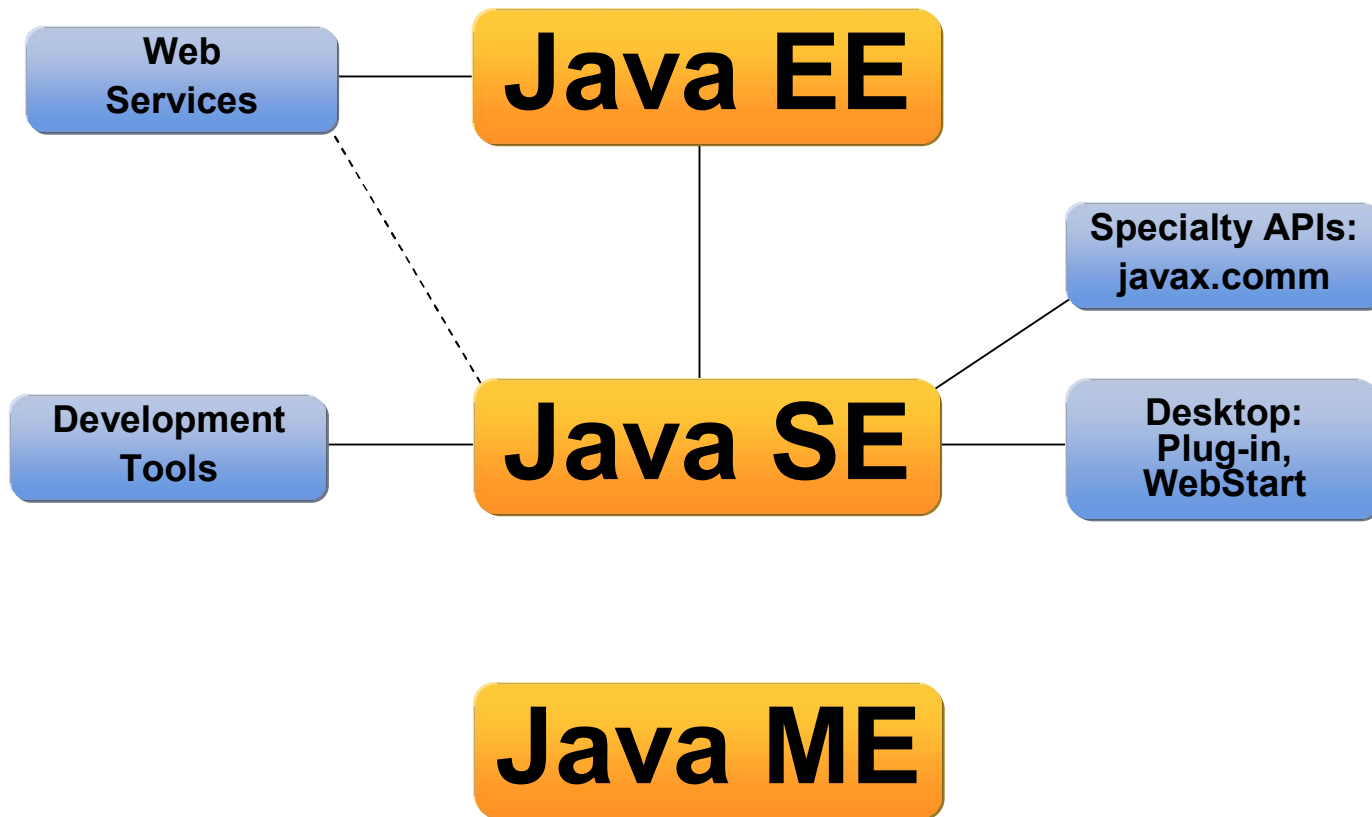 Web
Services
Java EE
Specialty APIs:
javax.comm
Development
Tools
Java SE
Desktop:
Plug-in,
WebStart
Java ME